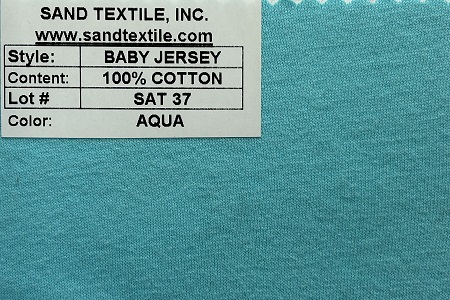 SAND TEXTILE, INC.
www.sandtextile.com
Style: BABY JERSEY
Content: 100% COTTON
Lot # SAT 37
Color: AQUA